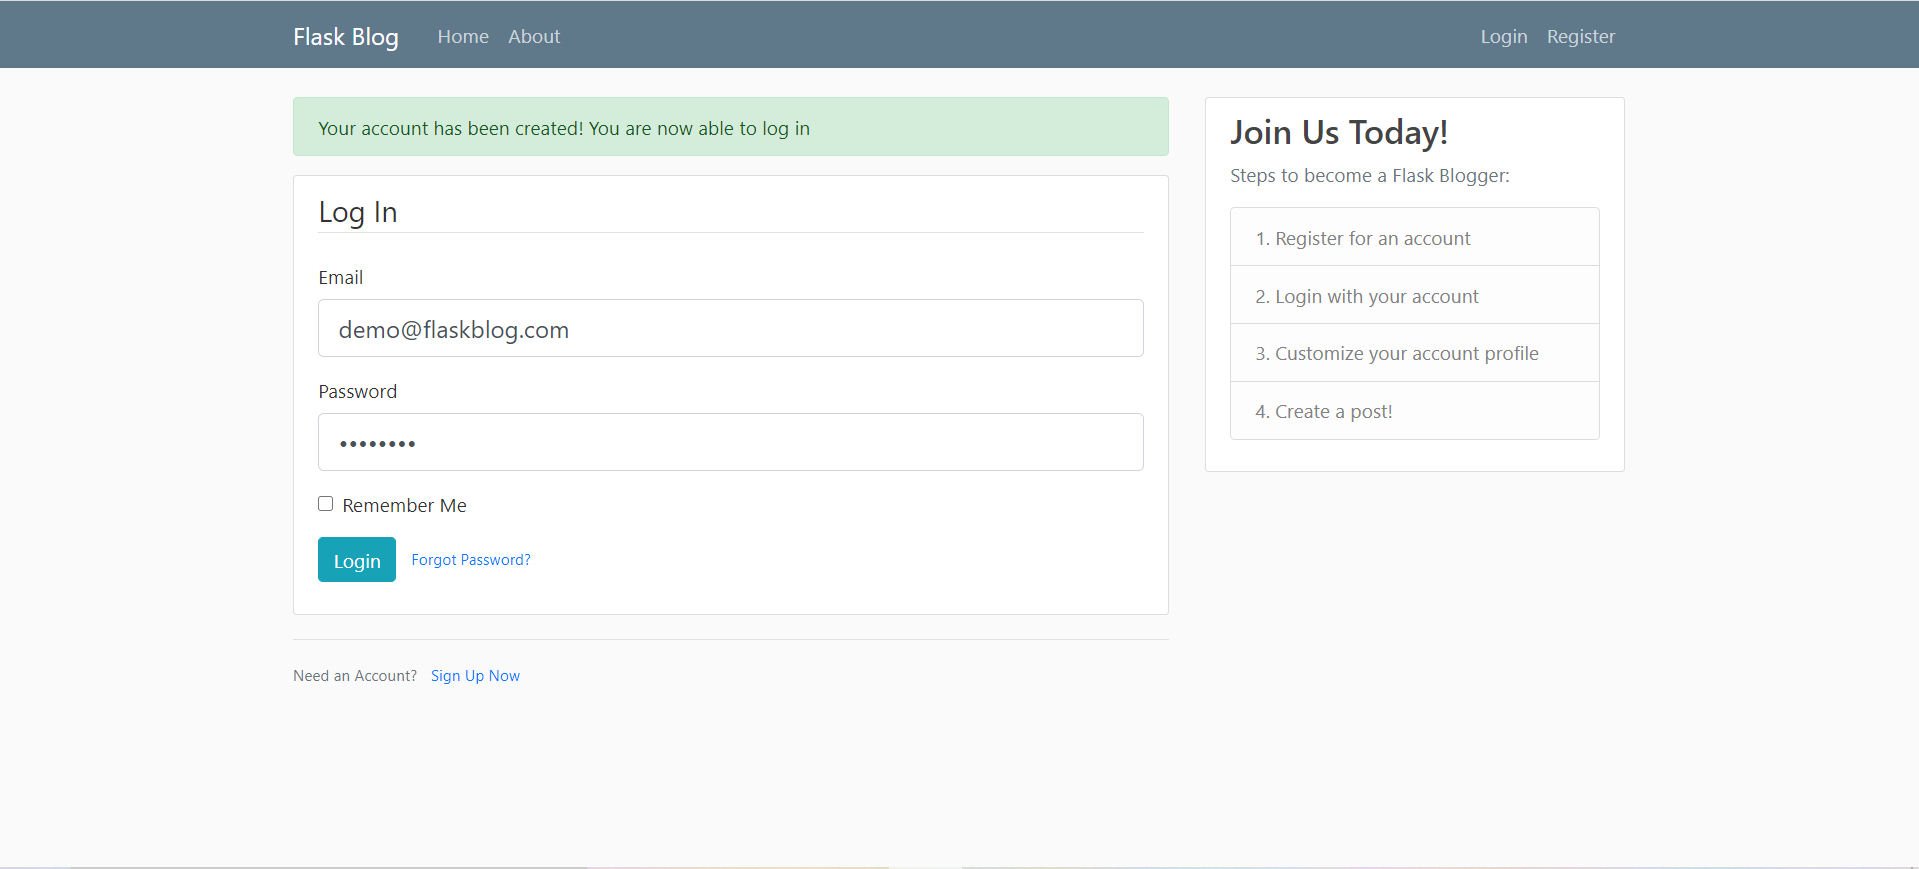 Flask Blog Home About Login Register
Your account has been created! You are now able to log in
Log In
Email
demo@flaskblog.com
Password
••••••••
Remember Me
Login Forgot Password?
Need an Account? Sign Up Now
Join Us Today!
Steps to become a Flask Blogger:
1. Register for an account
2. Login with your account
3. Customize your account profile
4. Create a post!